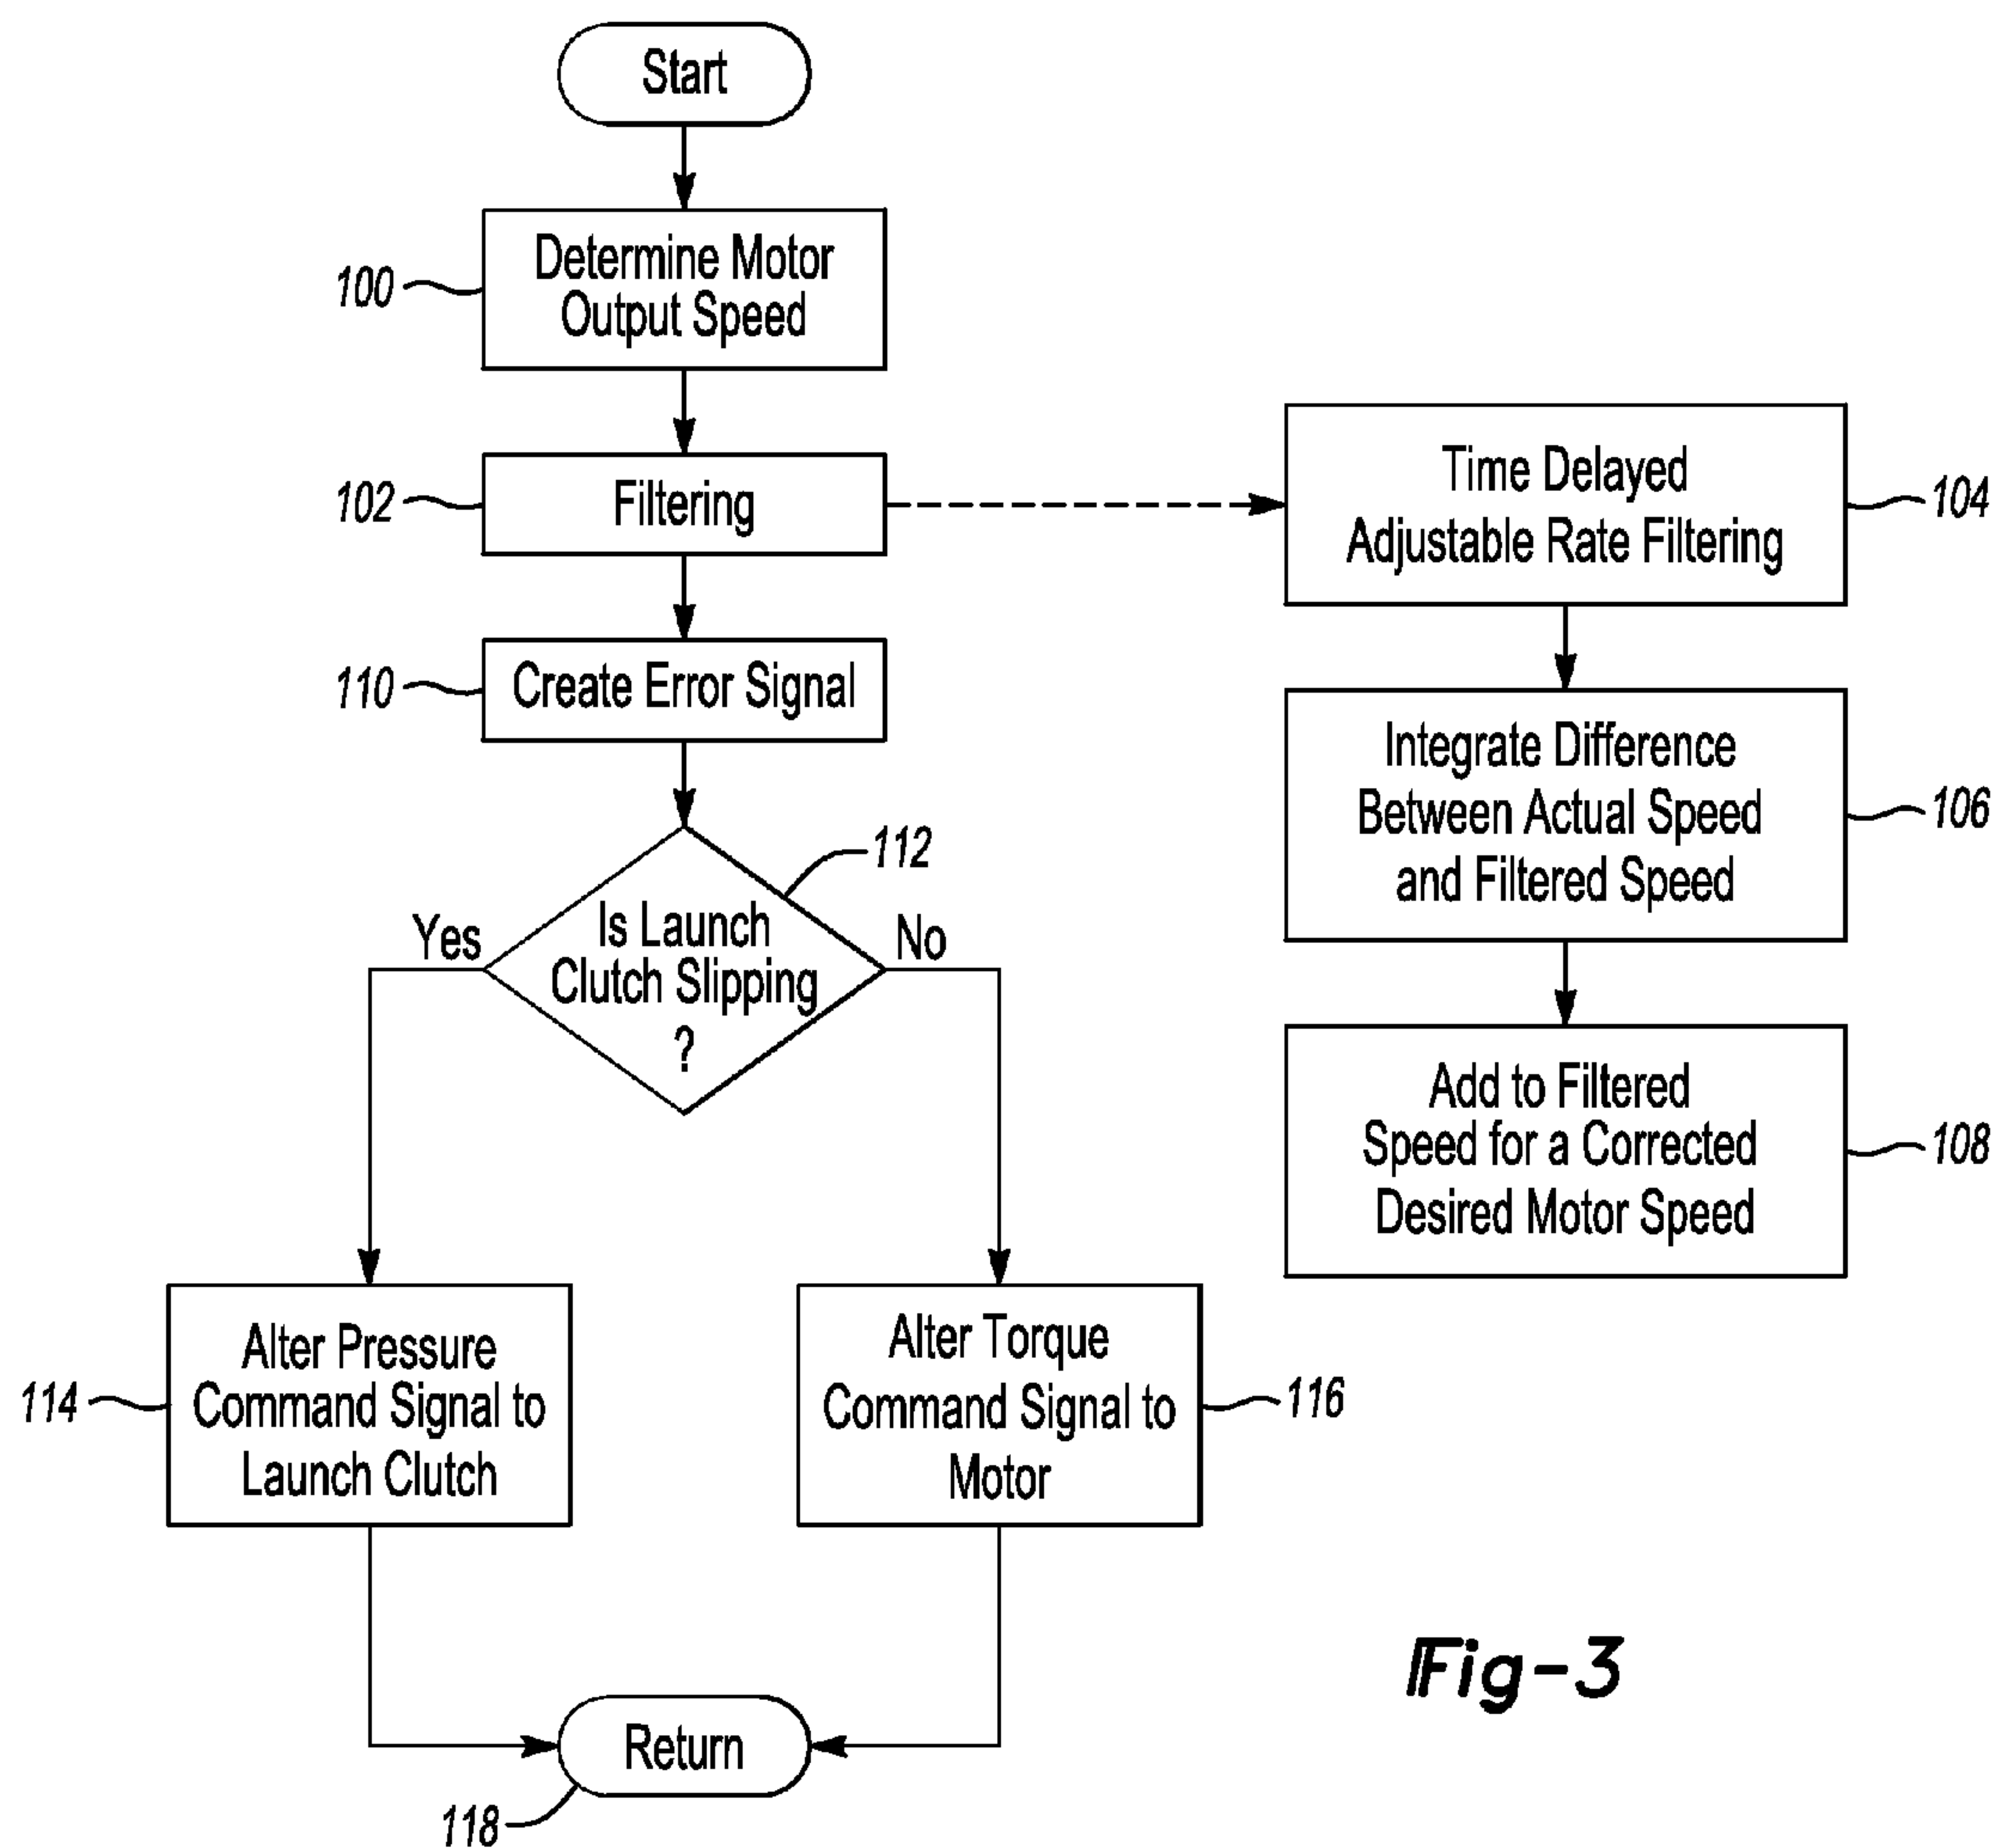 Start
100
Determine Motor
Output Speed
102
Filtering
Time Delayed
Adjustable Rate Filtering
104
110
Create Error Signal
Integrate Difference
Between Actual Speed
and Filtered Speed
106
112
Yes
Is Launch
Clutch Slipping
?
No
Add to Filtered
Speed for a Corrected
Desired Motor Speed
108
114
Alter Pressure
Command Signal to
Launch Clutch
Alter Torque
Command Signal to
Motor
116
Return
118
Fig-3